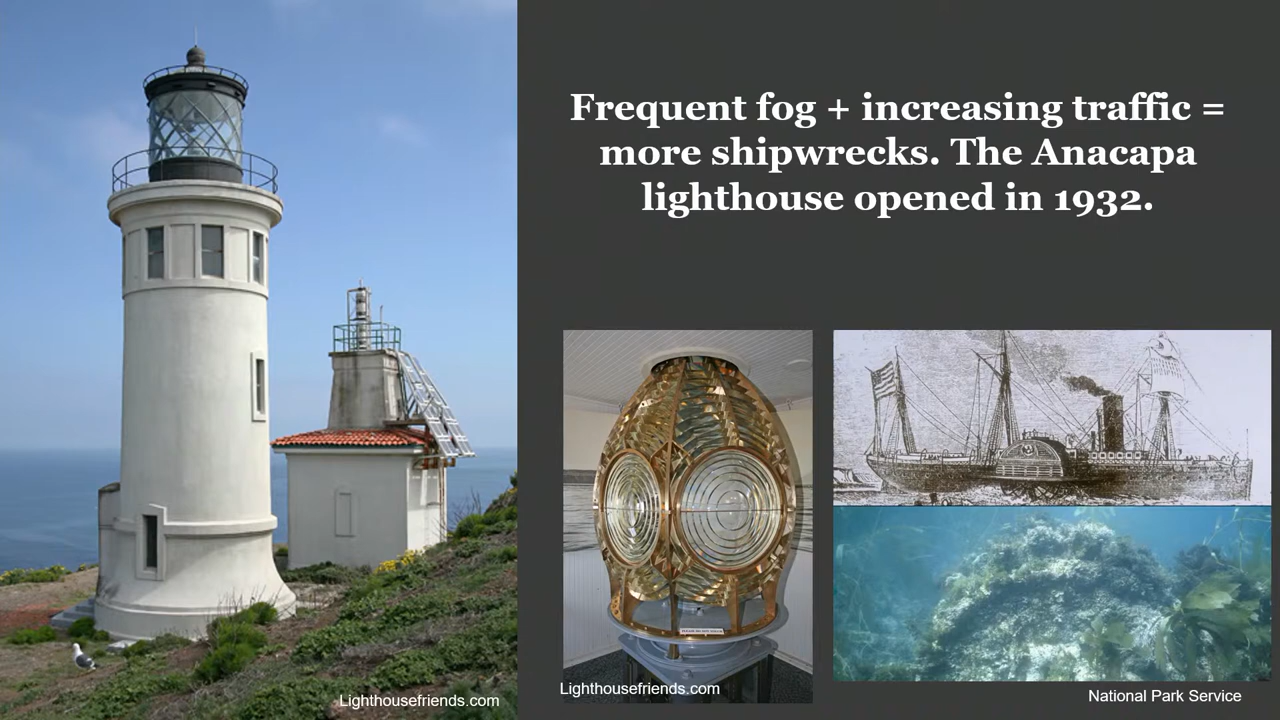 Frequent fog + increasing traffic =
more shipwrecks. The Anacapa
lighthouse opened in 1932.
Lighthousefriends.com
Lighthousefriends.com
National Park Service